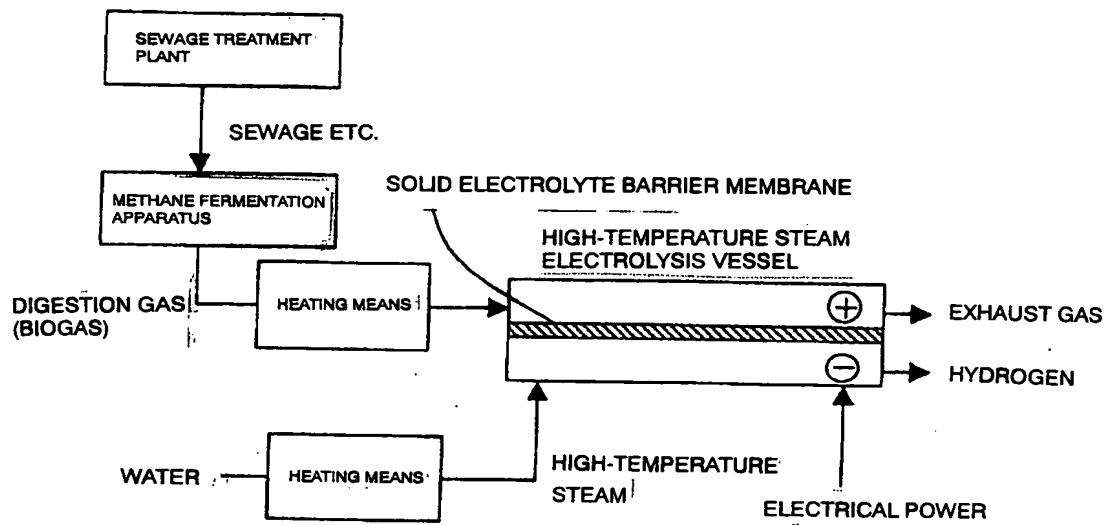 SEWAGE TREATMENT
PLANT
SEWAGE ETC.
METHANE FERMENTATION
APPARATUS
SOLID ELECTROLYTE BARRIER MEMBRANE
HIGH-TEMPERATURE STEAM
ELECTROLYSIS VESSEL
DIGESTION GAS
(BIOGAS)
HEATING MEANS
+
EXHAUST GAS
−
HYDROGEN
WATER
HEATING MEANS
HIGH-TEMPERATURE
STEAM
ELECTRICAL POWER